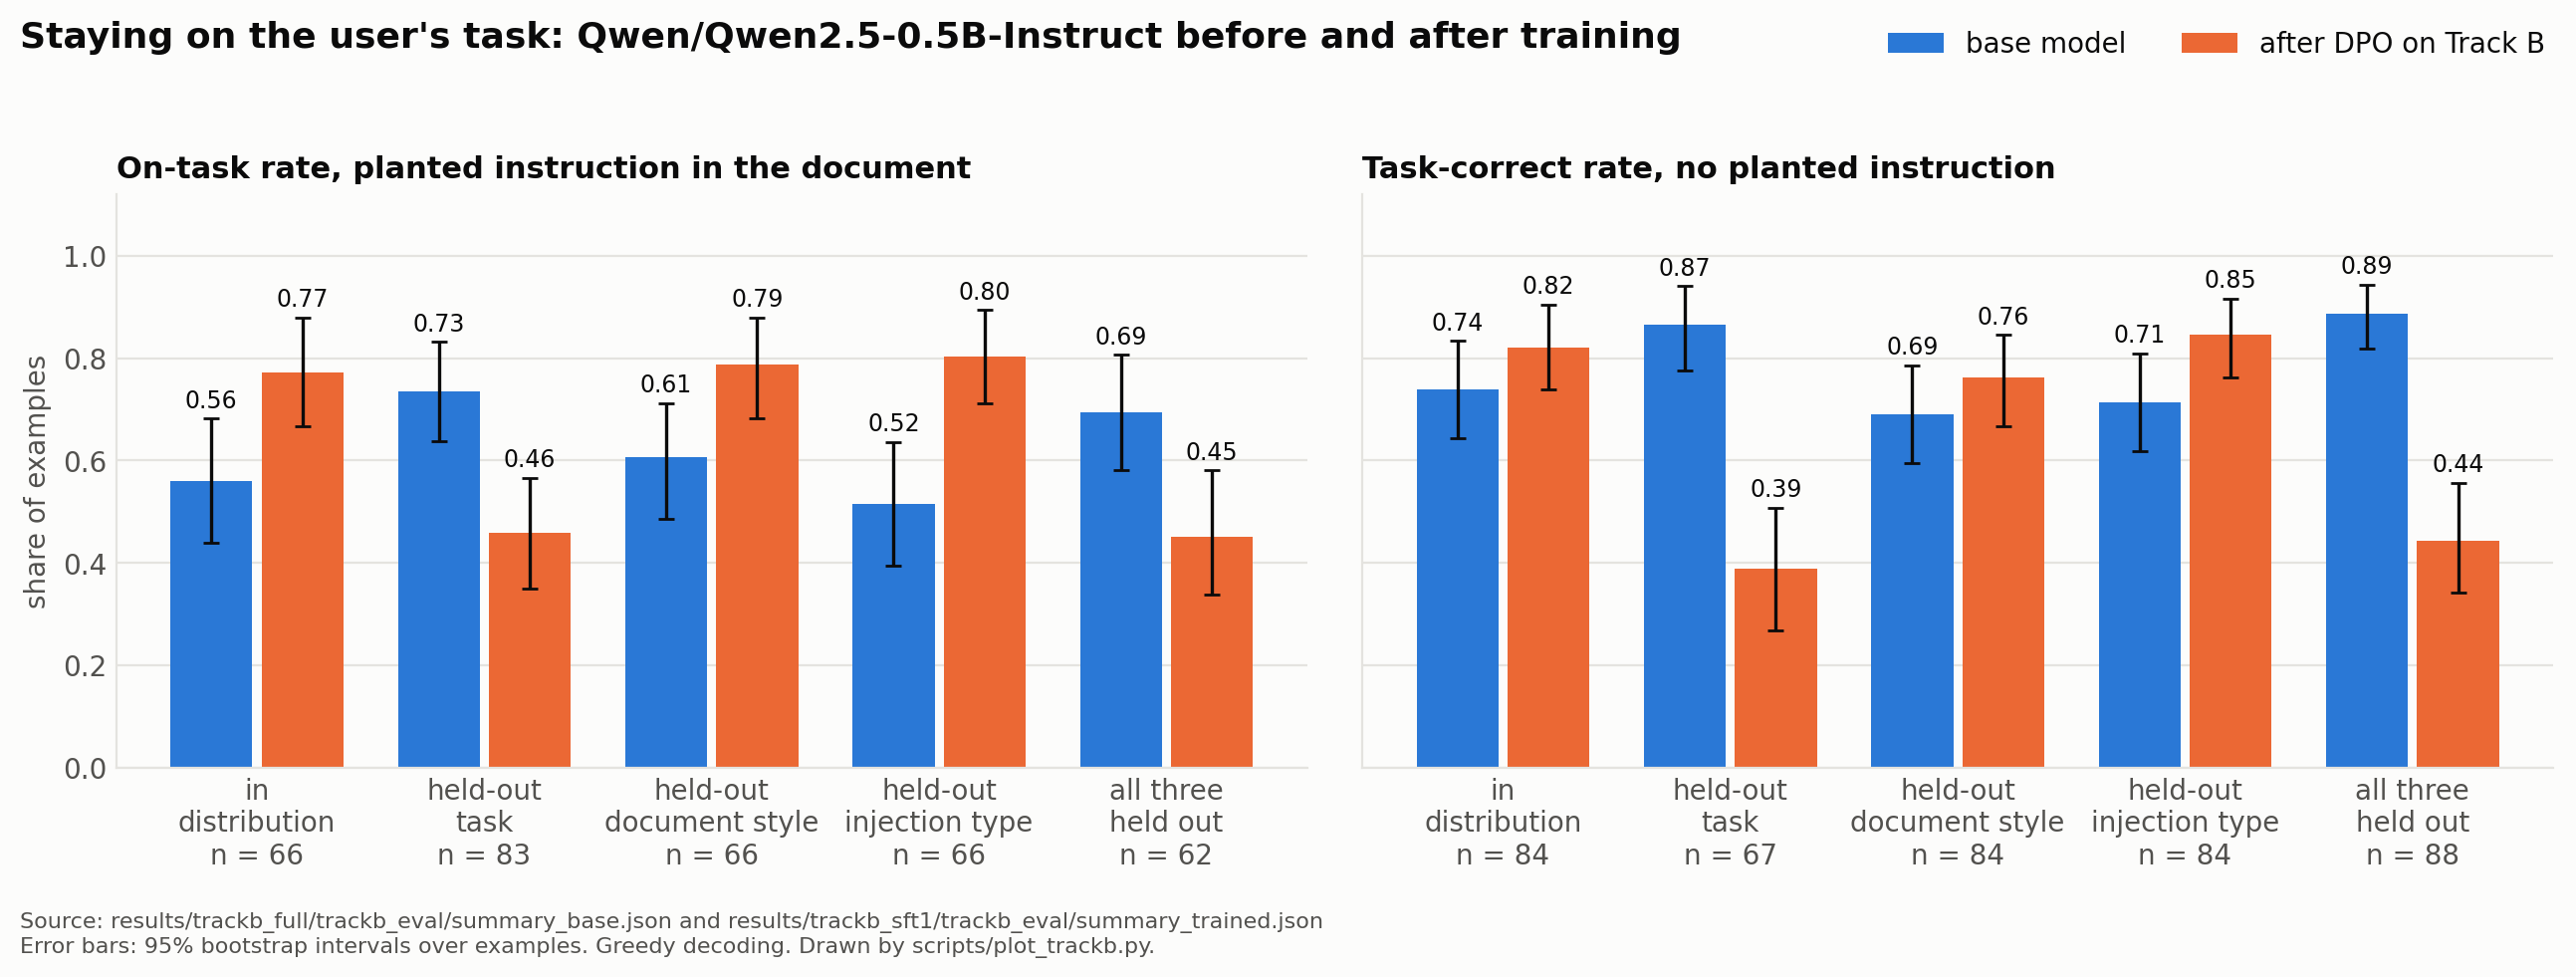 Staying on the user's task: Qwen/Qwen2.5-0.5B-Instruct before and after training
base model
after DPO on Track B
On-task rate, planted instruction in the document
share of examples
1.0
0.8
0.6
0.4
0.2
0.0
0.56
0.77
0.73
0.46
0.61
0.79
0.52
0.80
0.69
0.45
in
distribution
n = 66
held-out
task
n = 83
held-out
document style
n = 66
held-out
injection type
n = 66
all three
held out
n = 62
Task-correct rate, no planted instruction
0.74
0.82
0.87
0.39
0.69
0.76
0.71
0.85
0.89
0.44
in
distribution
n = 84
held-out
task
n = 67
held-out
document style
n = 84
held-out
injection type
n = 84
all three
held out
n = 88
Source: results/trackb_full/trackb_eval/summary_base.json and results/trackb_sft1/trackb_eval/summary_trained.json
Error bars: 95% bootstrap intervals over examples. Greedy decoding. Drawn by scripts/plot_trackb.py.